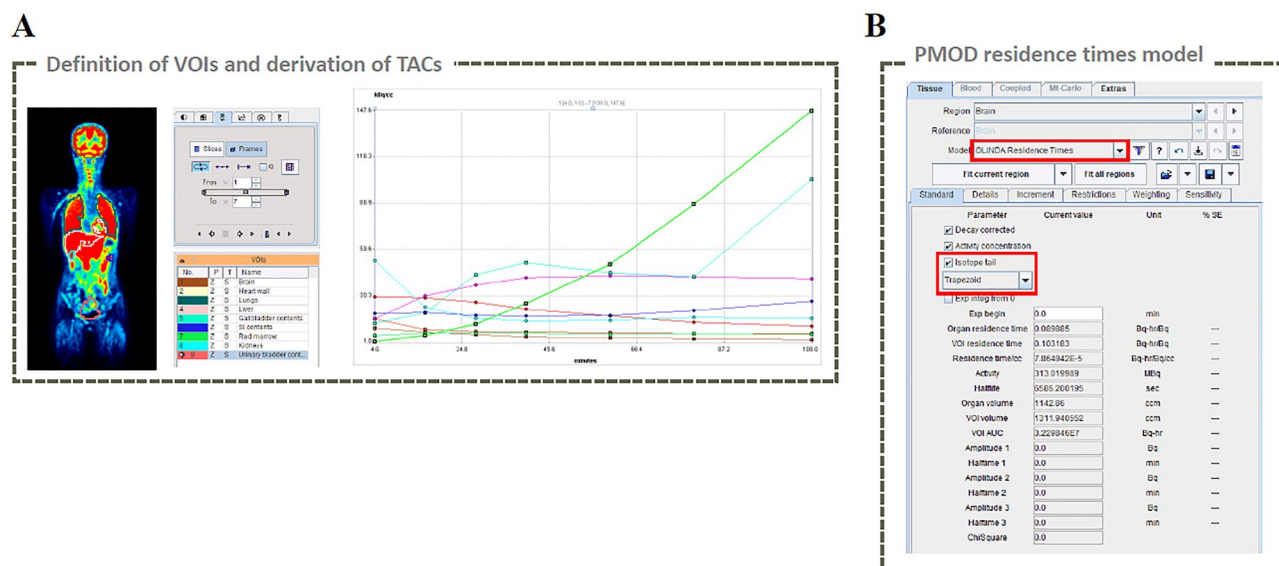 A
Definition of VOIs and derivation of TACs
Slices Frames
From 1
To 7
VOIs
No. P T Name
1 Z S Brain
2 Z S Heart wall
Z S Lungs
4 Z S Liver
5 Z S Gallbladder contents
Z S SI contents
7 Z S Red marrow
8 Z S Kidneys
9 Z S Urinary bladder cont...
kBq/cc
147.6
118.3
88.9
59.6
30.3
1.0
4.0 24.8 45.6 66.4 87.2 108.0
minutes
B
PMOD residence times model
Tissue Blood Coupled Mt-Carlo Extras
Region Brain
Reference Brain
Model OLINDA Residence Times
Fit current region Fit all regions
Standard Details Increment Restrictions Weighting Sensitivity
Parameter Current value Unit % SE
Decay corrected
Activity concentration
Isotope tail
Trapezoid
Exp integ from 0
Exp begin 0.0 min
Organ residence time 0.089885 Bq-hr/Bq ---
VOI residence time 0.103183 Bq-hr/Bq ---
Residence time/cc 7.864942E-5 Bq-hr/Bq/cc ---
Activity 313.019989 MBq ---
Halflife 6586.200195 sec ---
Organ volume 1142.86 ccm ---
VOI volume 1311.940552 ccm ---
VOI AUC 3.229846E7 Bq-hr ---
Amplitude 1 0.0 Bq ---
Halftime 1 0.0 min ---
Amplitude 2 0.0 Bq ---
Halftime 2 0.0 min ---
Amplitude 3 0.0 Bq ---
Halftime 3 0.0 min ---
ChiSquare 0.0